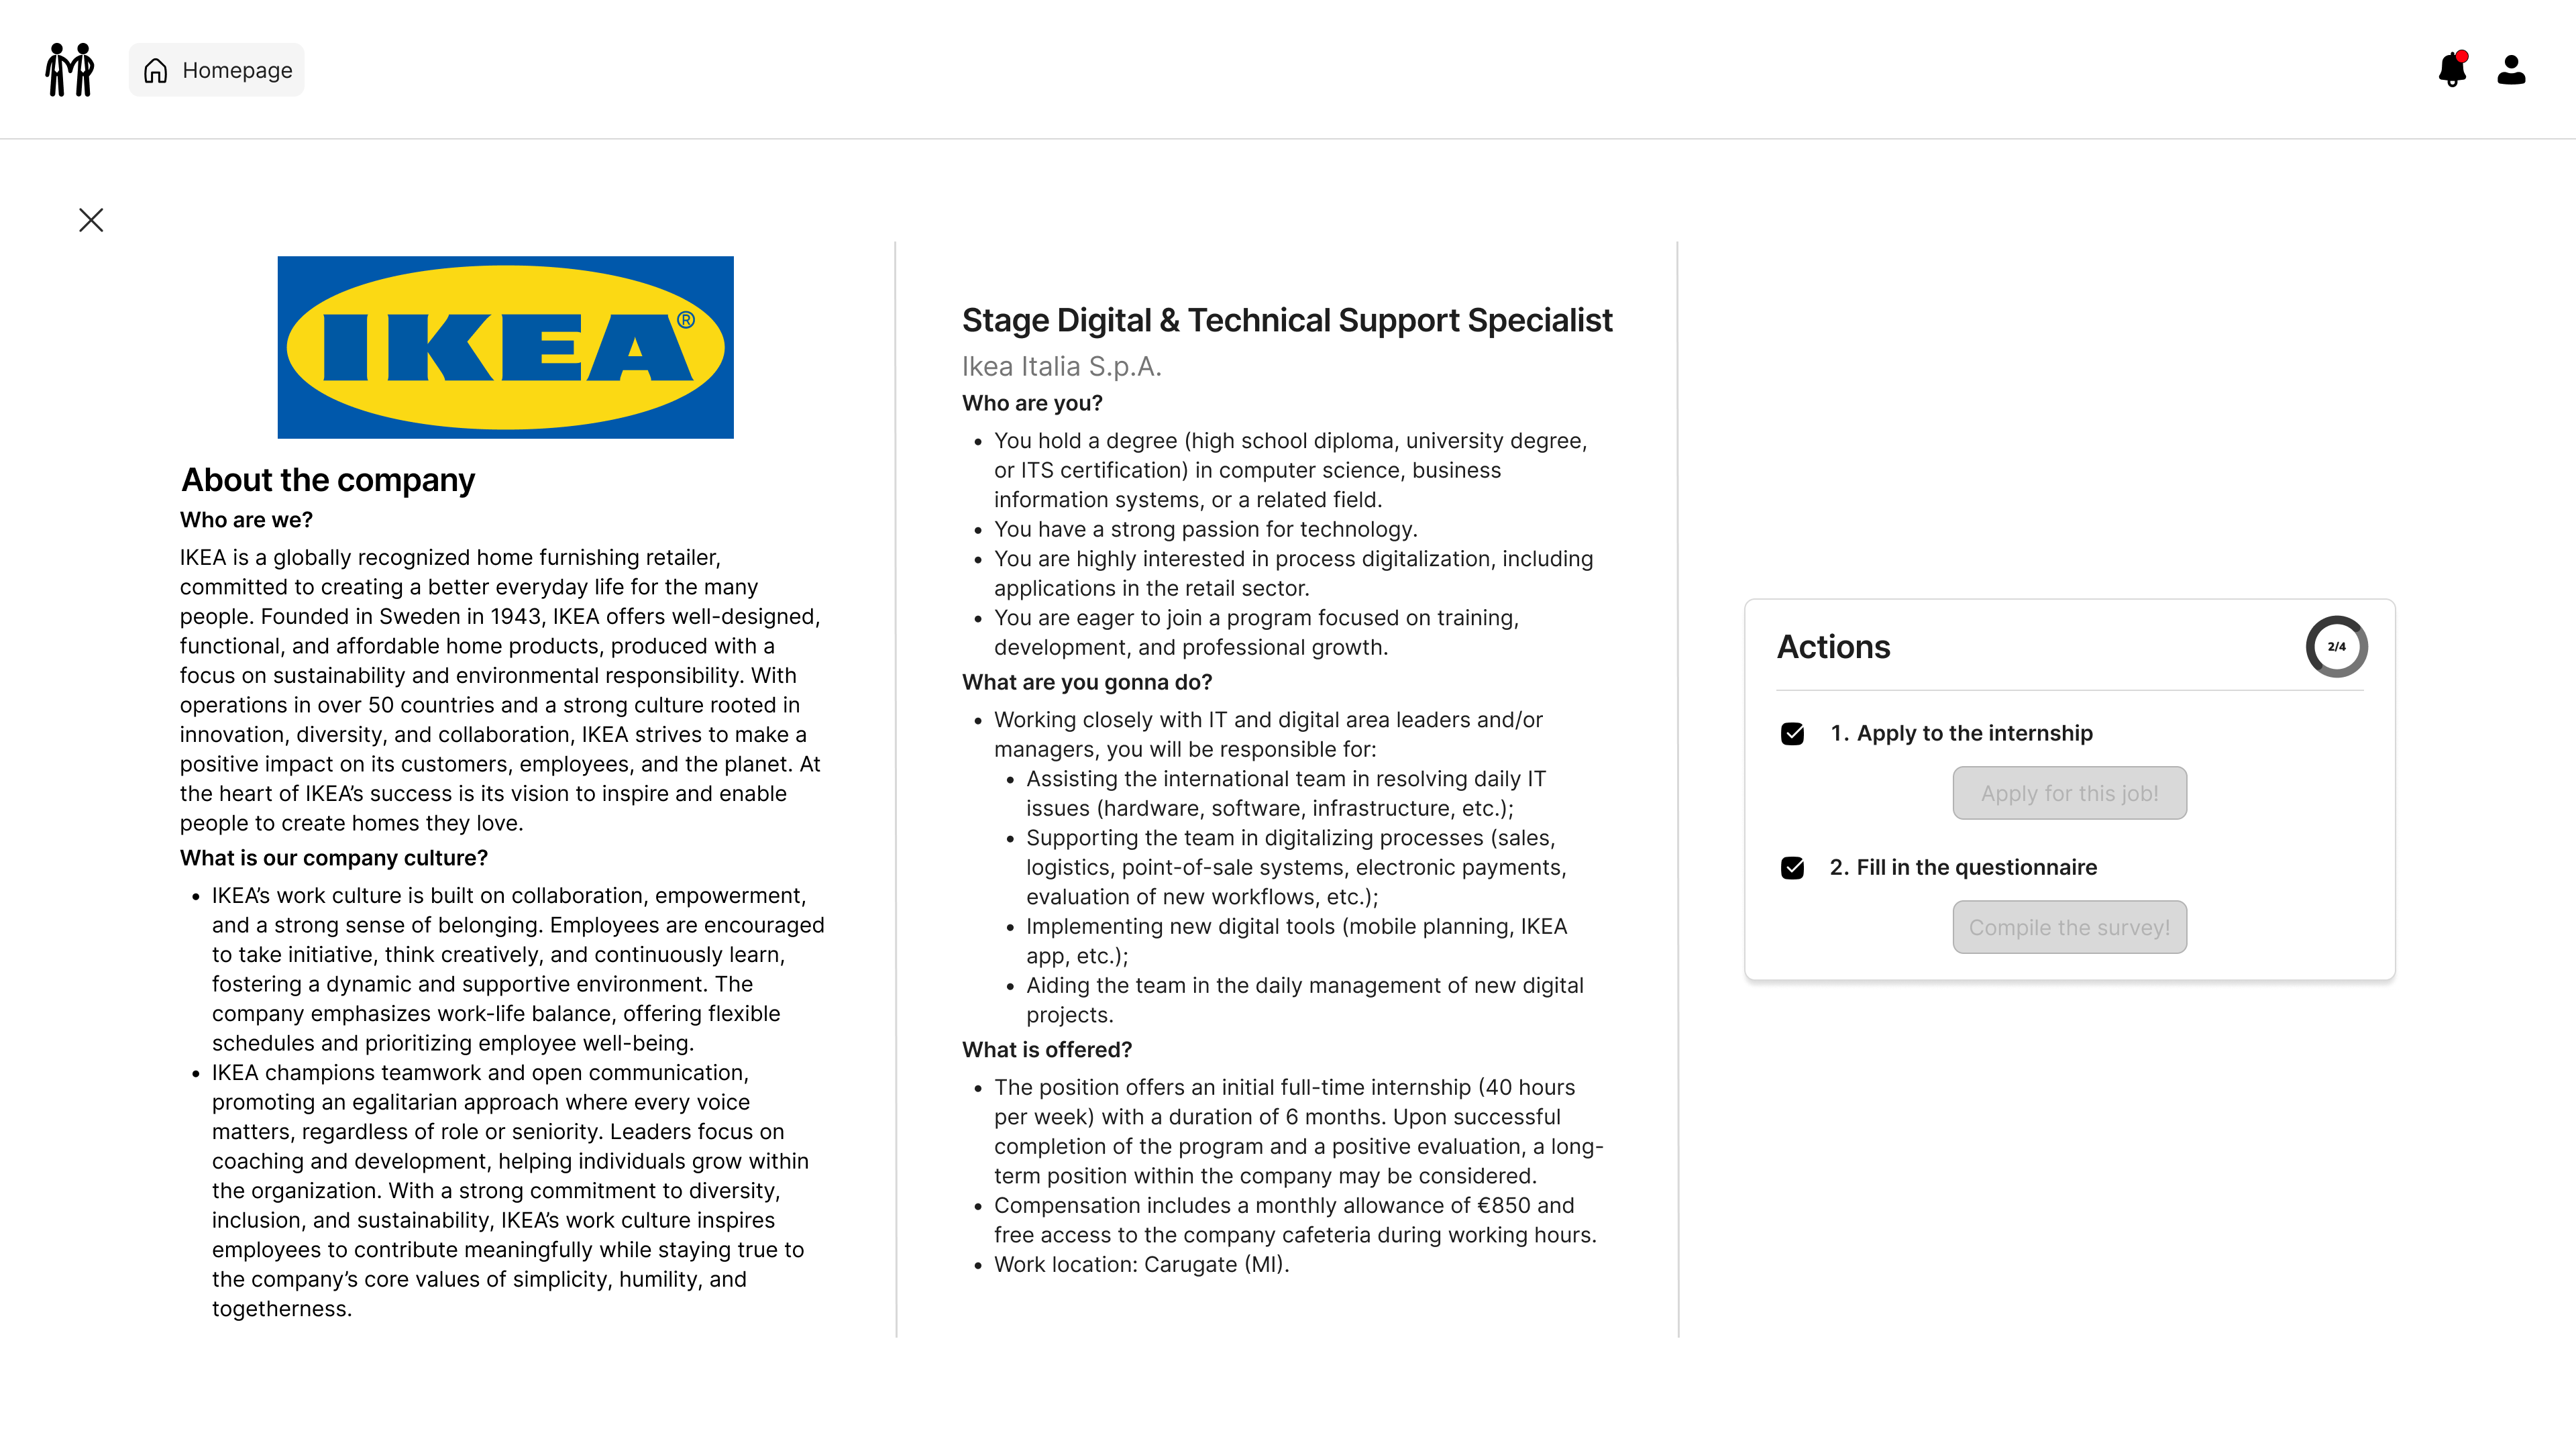 Homepage
IKEA®
About the company
Who are we?
IKEA is a globally recognized home furnishing retailer,
committed to creating a better everyday life for the many
people. Founded in Sweden in 1943, IKEA offers well-designed,
functional, and affordable home products, produced with a
focus on sustainability and environmental responsibility. With
operations in over 50 countries and a strong culture rooted in
innovation, diversity, and collaboration, IKEA strives to make a
positive impact on its customers, employees, and the planet. At
the heart of IKEA’s success is its vision to inspire and enable
people to create homes they love.
What is our company culture?
• IKEA’s work culture is built on collaboration, empowerment,
and a strong sense of belonging. Employees are encouraged
to take initiative, think creatively, and continuously learn,
fostering a dynamic and supportive environment. The
company emphasizes work-life balance, offering flexible
schedules and prioritizing employee well-being.
• IKEA champions teamwork and open communication,
promoting an egalitarian approach where every voice
matters, regardless of role or seniority. Leaders focus on
coaching and development, helping individuals grow within
the organization. With a strong commitment to diversity,
inclusion, and sustainability, IKEA’s work culture inspires
employees to contribute meaningfully while staying true to
the company’s core values of simplicity, humility, and
togetherness.
Stage Digital & Technical Support Specialist
Ikea Italia S.p.A.
Who are you?
• You hold a degree (high school diploma, university degree,
or ITS certification) in computer science, business
information systems, or a related field.
• You have a strong passion for technology.
• You are highly interested in process digitalization, including
applications in the retail sector.
• You are eager to join a program focused on training,
development, and professional growth.
What are you gonna do?
• Working closely with IT and digital area leaders and/or
managers, you will be responsible for:
• Assisting the international team in resolving daily IT
issues (hardware, software, infrastructure, etc.);
• Supporting the team in digitalizing processes (sales,
logistics, point-of-sale systems, electronic payments,
evaluation of new workflows, etc.);
• Implementing new digital tools (mobile planning, IKEA
app, etc.);
• Aiding the team in the daily management of new digital
projects.
What is offered?
• The position offers an initial full-time internship (40 hours
per week) with a duration of 6 months. Upon successful
completion of the program and a positive evaluation, a long-
term position within the company may be considered.
• Compensation includes a monthly allowance of €850 and
free access to the company cafeteria during working hours.
• Work location: Carugate (MI).
Actions
2/4
1. Apply to the internship
Apply for this job!
2. Fill in the questionnaire
Compile the survey!